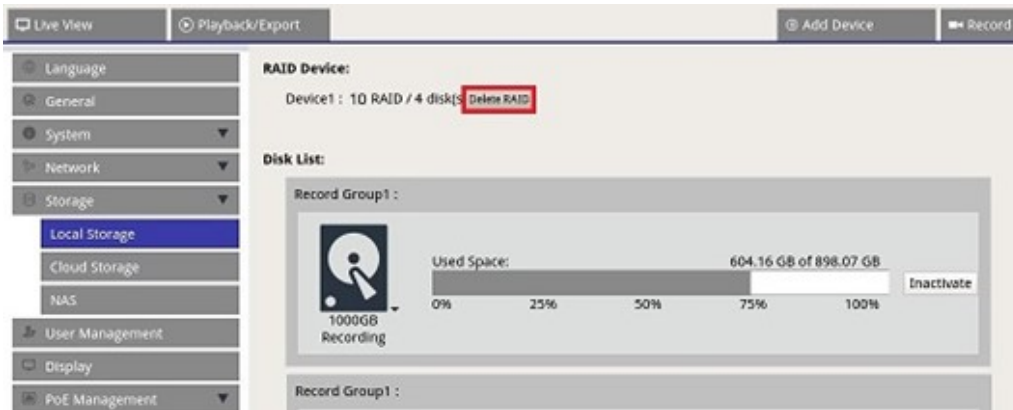 Live View
Playback/Export
Add Device
Record
Language
General
System
Network
Storage
Local Storage
Cloud Storage
NAS
User Management
Display
PoE Management
RAID Device:
Device1 : 10 RAID / 4 disk(s Delete RAID
Disk List:
Record Group1 :
Used Space: 604.16 GB of 898.07 GB
Inactivate
0% 25% 50% 75% 100%
1000GB
Recording
Record Group1 :